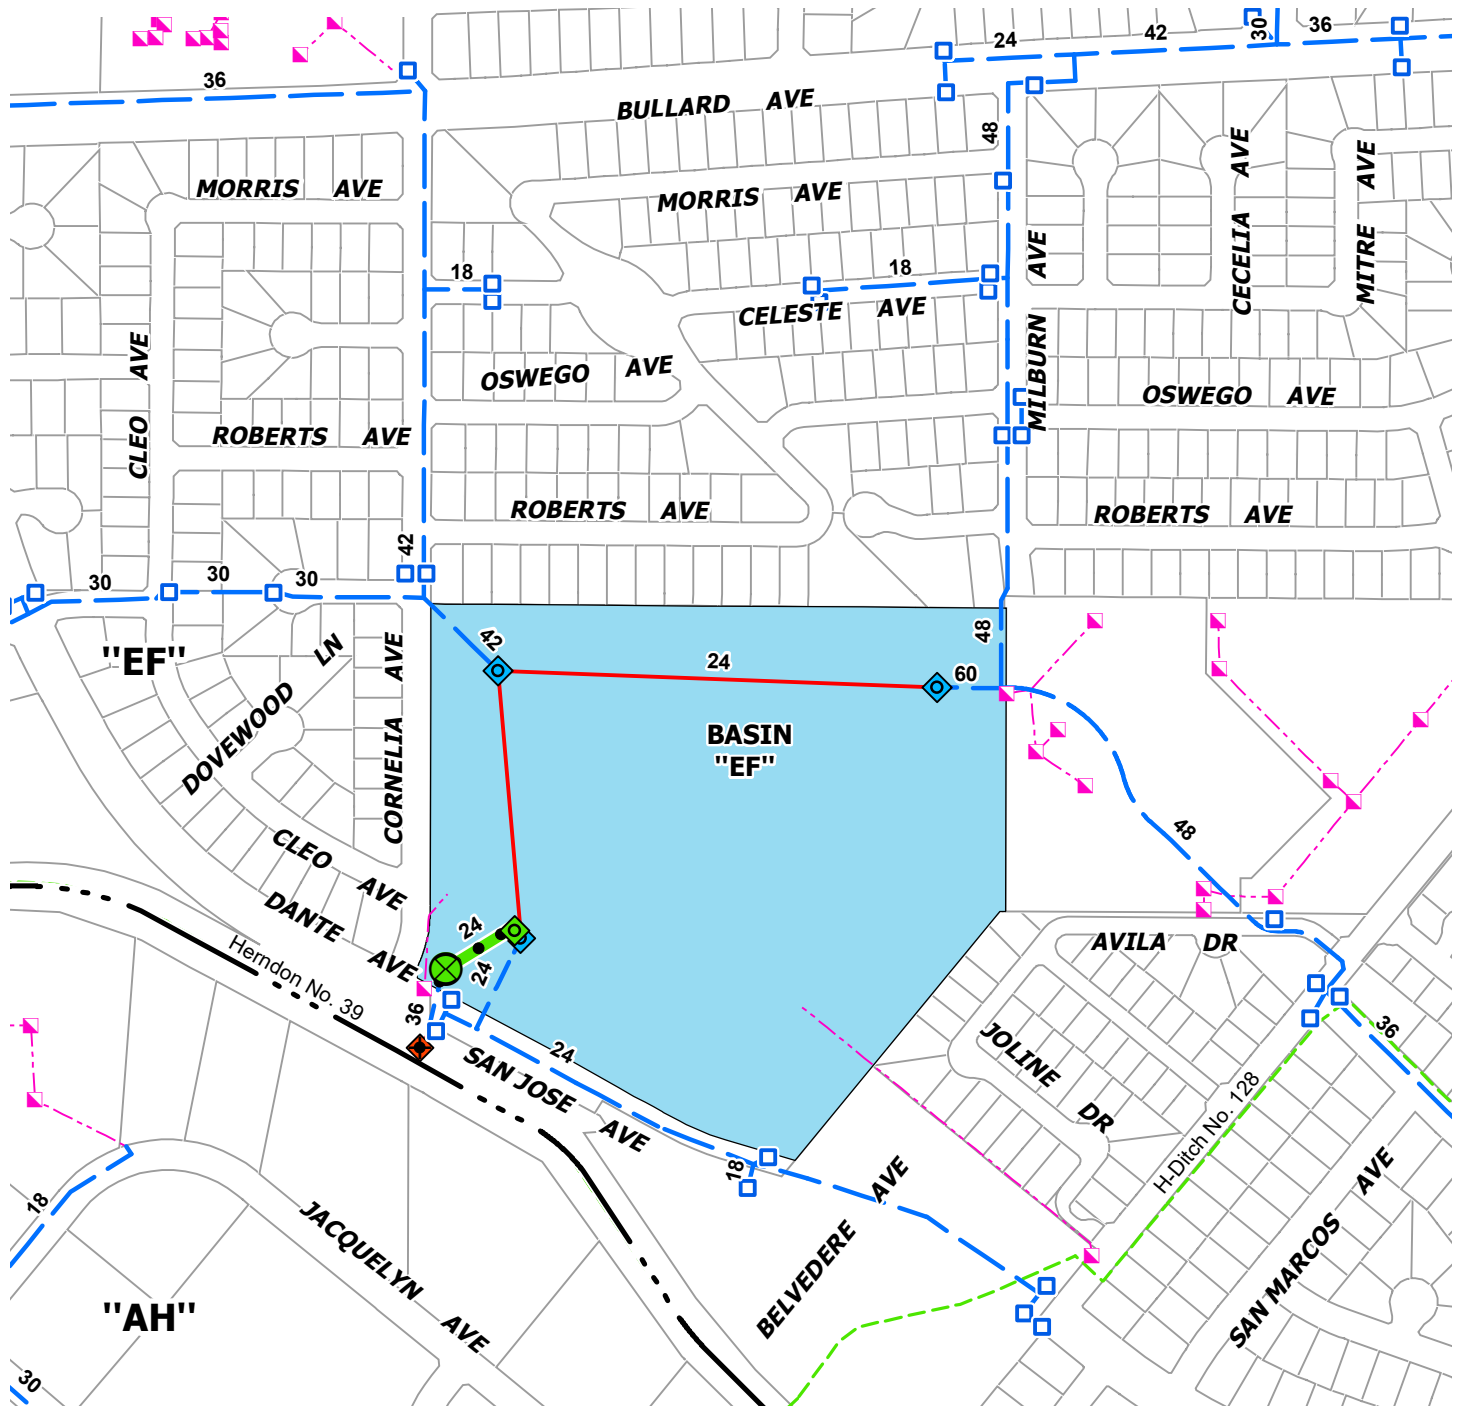 24
42
30
36
36
BULLARD AVE
48
MORRIS AVE
MORRIS AVE
AVE
CECELIA AVE
MITRE AVE
18
18
CELESTE AVE
MILBURN
CLEO AVE
OSWEGO AVE
OSWEGO AVE
ROBERTS AVE
ROBERTS AVE
ROBERTS AVE
42
30
30
30
42
24
48
60
"EF"
DOVEWOOD LN
CORNELIA AVE
BASIN
"EF"
48
CLEO AVE
DANTE AVE
24
24
36
Herndon No. 39
AVILA DR
24
SAN JOSE AVE
JOLINE DR
36
H-Ditch No. 128
18
18
BELVEDERE AVE
SAN MARCOS AVE
JACQUELYN AVE
"AH"
30